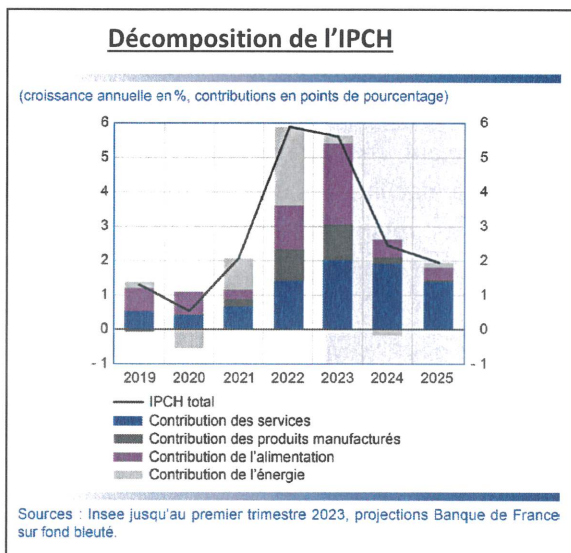 Décomposition de l'IPCH
(croissance annuelle en %, contributions en points de pourcentage)
6 6
5 5
4 4
3 3
2 2
1 1
0 0
- 1 - 1
2019 2020 2021 2022 2023 2024 2025
IPCH total
Contribution des services
Contribution des produits manufacturés
Contribution de l'alimentation
Contribution de l'énergie
Sources : Insee jusqu'au premier trimestre 2023, projections Banque de France
sur fond bleuté.